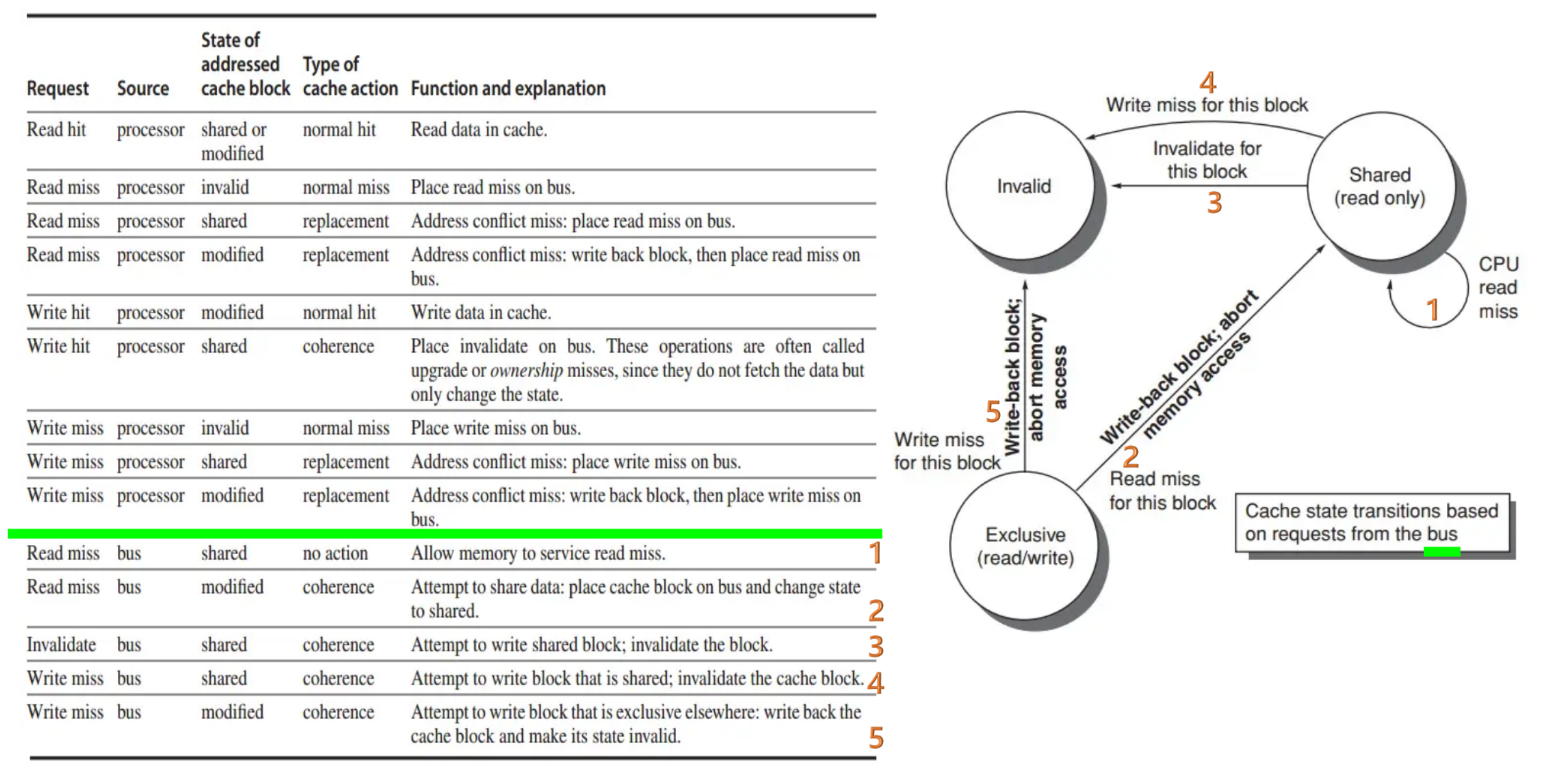 State of
addressed Type of
Request Source cache block cache action Function and explanation
Read hit processor shared or normal hit Read data in cache.
modified
Read miss processor invalid normal miss Place read miss on bus.
Read miss processor shared replacement Address conflict miss: place read miss on bus.
Read miss processor modified replacement Address conflict miss: write back block, then place read miss on
bus.
Write hit processor modified normal hit Write data in cache.
Write hit processor shared coherence Place invalidate on bus. These operations are often called
upgrade or ownership misses, since they do not fetch the data but
only change the state.
Write miss processor invalid normal miss Place write miss on bus.
Write miss processor shared replacement Address conflict miss: place write miss on bus.
Write miss processor modified replacement Address conflict miss: write back block, then place write miss on
bus.
Read miss bus shared no action Allow memory to service read miss. 1
Read miss bus modified coherence Attempt to share data: place cache block on bus and change state
to shared. 2
Invalidate bus shared coherence Attempt to write shared block; invalidate the block. 3
Write miss bus shared coherence Attempt to write block that is shared; invalidate the cache block. 4
Write miss bus modified coherence Attempt to write block that is exclusive elsewhere: write back the
cache block and make its state invalid. 5
4
Write miss for this block
Invalidate for
this block
3
Invalid
Shared
(read only)
CPU
read
miss
1
Write-back block;
abort memory
access
5
Write miss
for this block
Write-back block; abort
memory access
2
Read miss
for this block
Exclusive
(read/write)
Cache state transitions based
on requests from the bus